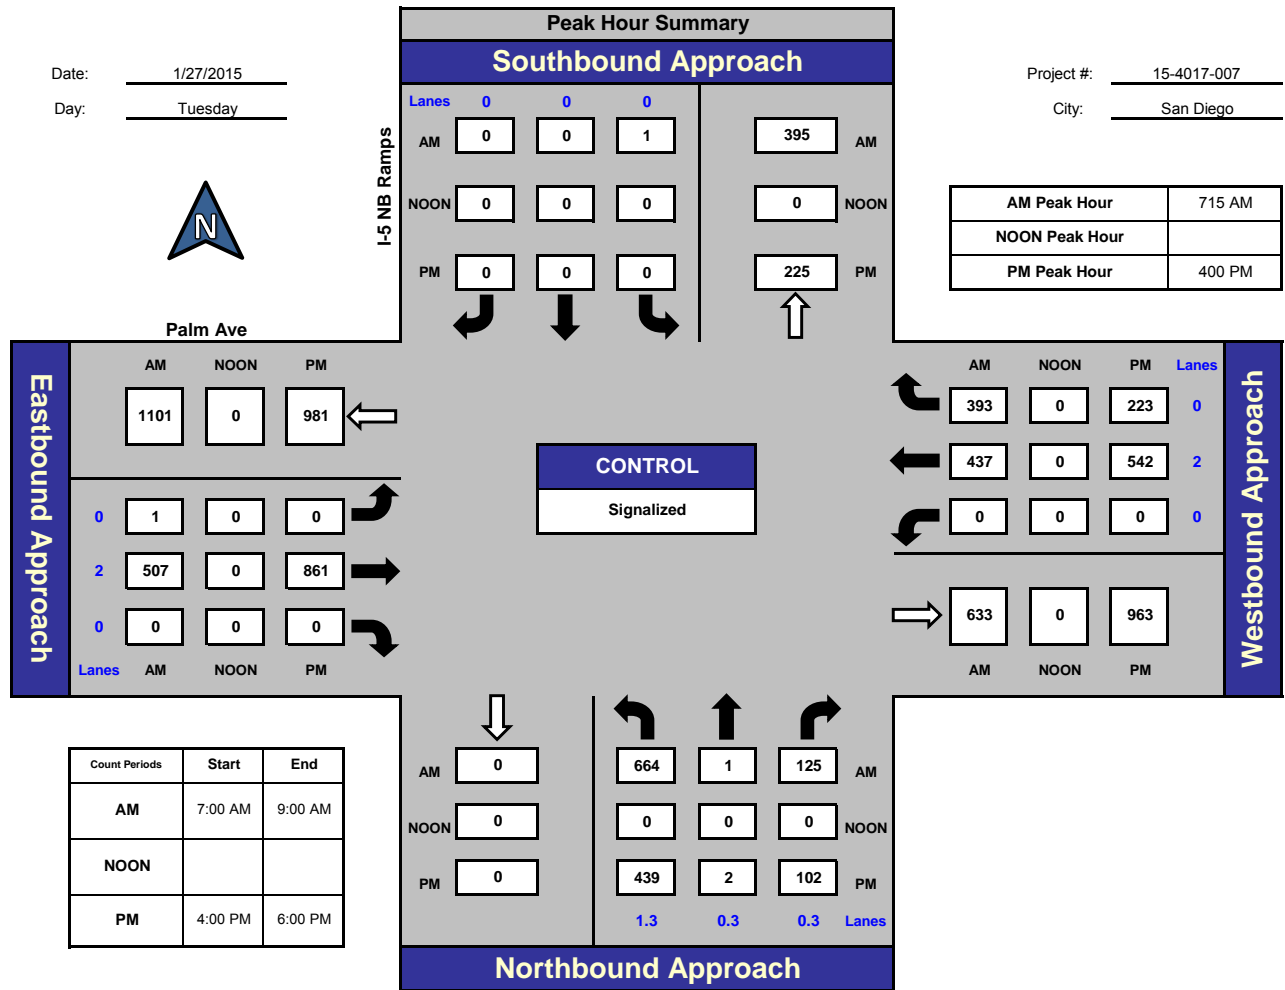 Peak Hour Summary
Southbound Approach
Date: 1/27/2015
Day: Tuesday
Project #: 15-4017-007
City: San Diego
N
I-5 NB Ramps
Lanes 0 0 0
AM 0 0 1 395 AM
NOON 0 0 0 0 NOON
PM 0 0 0 225 PM
AM Peak Hour 715 AM
NOON Peak Hour
PM Peak Hour 400 PM
Palm Ave
Eastbound Approach
AM NOON PM
1101 0 981
0 1 0 0
2 507 0 861
0 0 0 0
Lanes AM NOON PM
CONTROL
Signalized
AM NOON PM Lanes
393 0 223 0
437 0 542 2
0 0 0 0
633 0 963
AM NOON PM
Westbound Approach
Count Periods Start End
AM 7:00 AM 9:00 AM
NOON
PM 4:00 PM 6:00 PM
AM 0 664 1 125 AM
NOON 0 0 0 0 NOON
PM 0 439 2 102 PM
1.3 0.3 0.3 Lanes
Northbound Approach